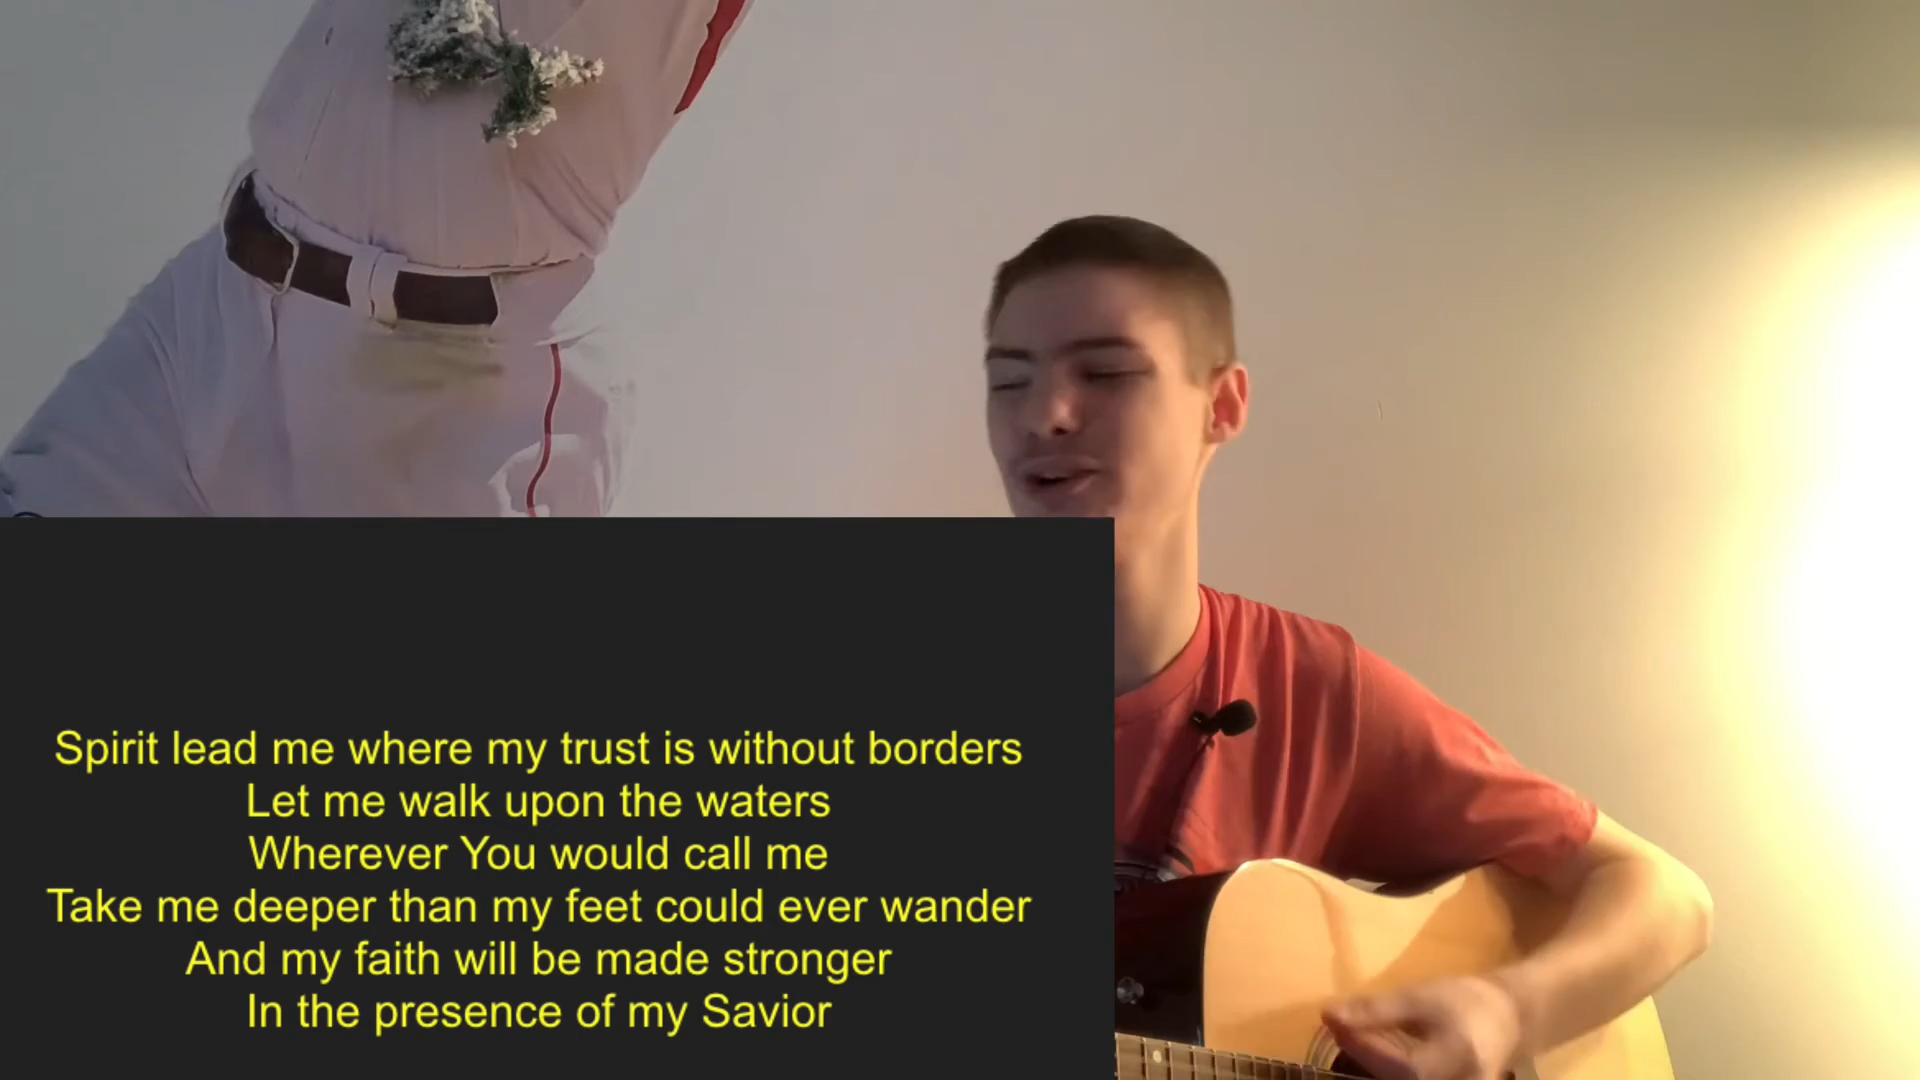 Spirit lead me where my trust is without borders
Let me walk upon the waters
Wherever You would call me
Take me deeper than my feet could ever wander
And my faith will be made stronger
In the presence of my Savior